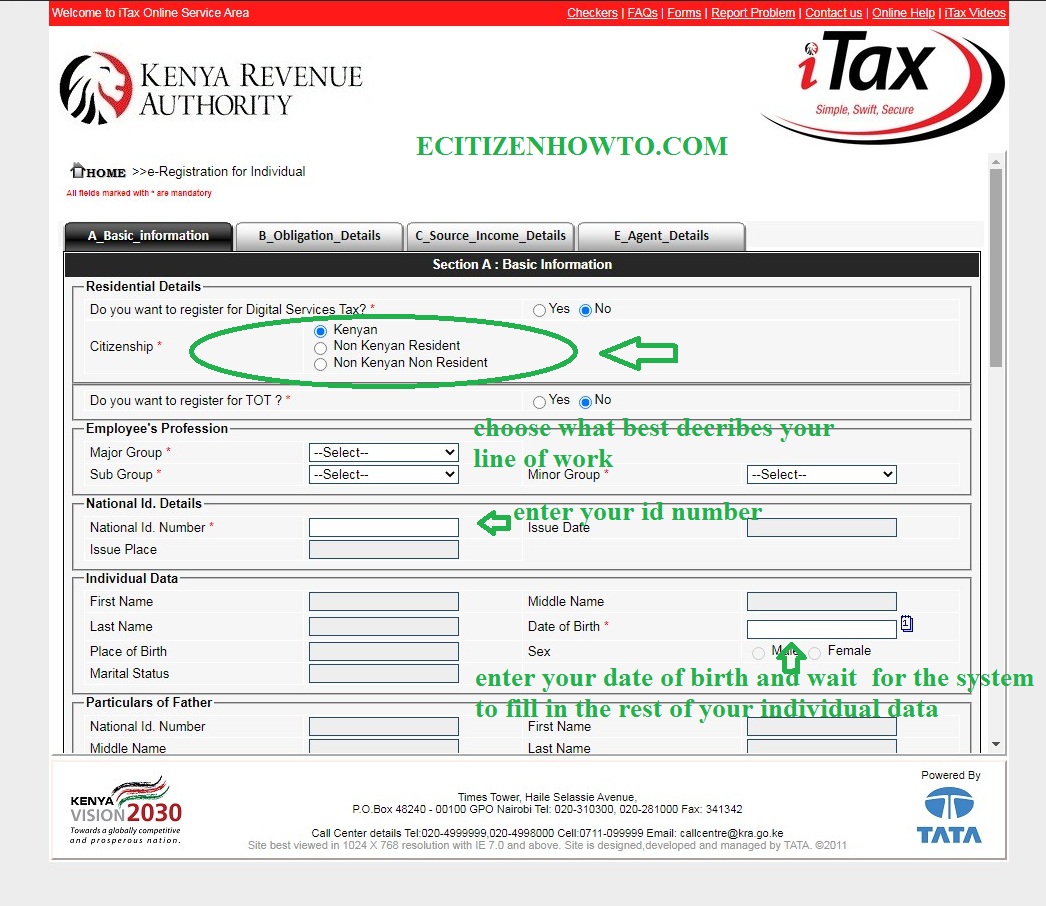 Welcome to iTax Online Service Area
Checkers | FAQs | Forms | Report Problem | Contact us | Online Help | iTax Videos
KENYA REVENUE
AUTHORITY
iTax
Simple, Swift, Secure
ECITIZENHOWTO.COM
HOME >>e-Registration for Individual
All fields marked with * are mandatory
A_Basic_information B_Obligation_Details C_Source_Income_Details E_Agent_Details
Section A : Basic Information
Residential Details
Do you want to register for Digital Services Tax? * Yes No
Citizenship *
Kenyan
Non Kenyan Resident
Non Kenyan Non Resident
Do you want to register for TOT ? * Yes No
Employee's Profession
choose what best decribes your
line of work
Major Group * --Select--
Sub Group * --Select-- Minor Group * --Select--
National Id. Details
enter your id number
National Id. Number * Issue Date
Issue Place
Individual Data
First Name Middle Name
Last Name Date of Birth *
Place of Birth Sex Male Female
Marital Status
enter your date of birth and wait for the system
to fill in the rest of your individual data
Particulars of Father
National Id. Number First Name
Middle Name Last Name
KENYA
VISION 2030
Towards a globally competitive
and prosperous nation.
Times Tower, Haile Selassie Avenue,
P.O.Box 48240 - 00100 GPO Nairobi Tel: 020-310300, 020-281000 Fax: 341342
Call Center details Tel:020-4999999,020-4998000 Cell:0711-099999 Email: callcentre@kra.go.ke
Site best viewed in 1024 X 768 resolution with IE 7.0 and above. Site is designed,developed and managed by TATA. ©2011
Powered By
TATA